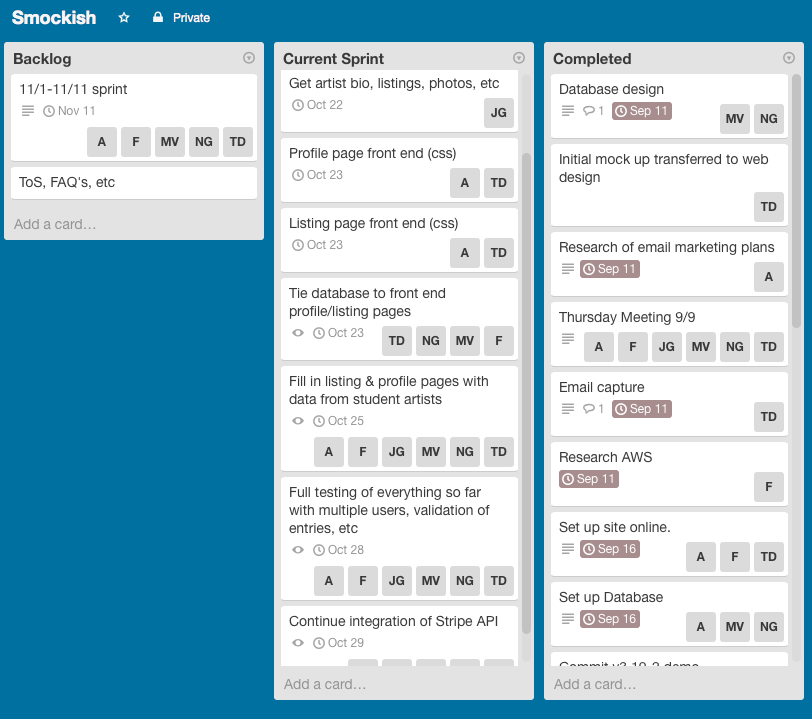 Smockish
Private
Backlog
11/1-11/11 sprint
Nov 11
A F MV NG TD
ToS, FAQ's, etc
Add a card…
Current Sprint
Get artist bio, listings, photos, etc
Oct 22
JG
Profile page front end (css)
Oct 23
A TD
Listing page front end (css)
Oct 23
A TD
Tie database to front end
profile/listing pages
Oct 23
TD NG MV F
Fill in listing & profile pages with
data from student artists
Oct 25
A F JG MV NG TD
Full testing of everything so far
with multiple users, validation of
entries, etc
Oct 28
A F JG MV NG TD
Continue integration of Stripe API
Oct 29
Add a card…
Completed
Database design
1 Sep 11
MV NG
Initial mock up transferred to web
design
TD
Research of email marketing plans
Sep 11
A
Thursday Meeting 9/9
A F JG MV NG TD
Email capture
1 Sep 11
TD
Research AWS
Sep 11
F
Set up site online.
Sep 16
A F TD
Set up Database
Sep 16
A MV NG
Add a card…